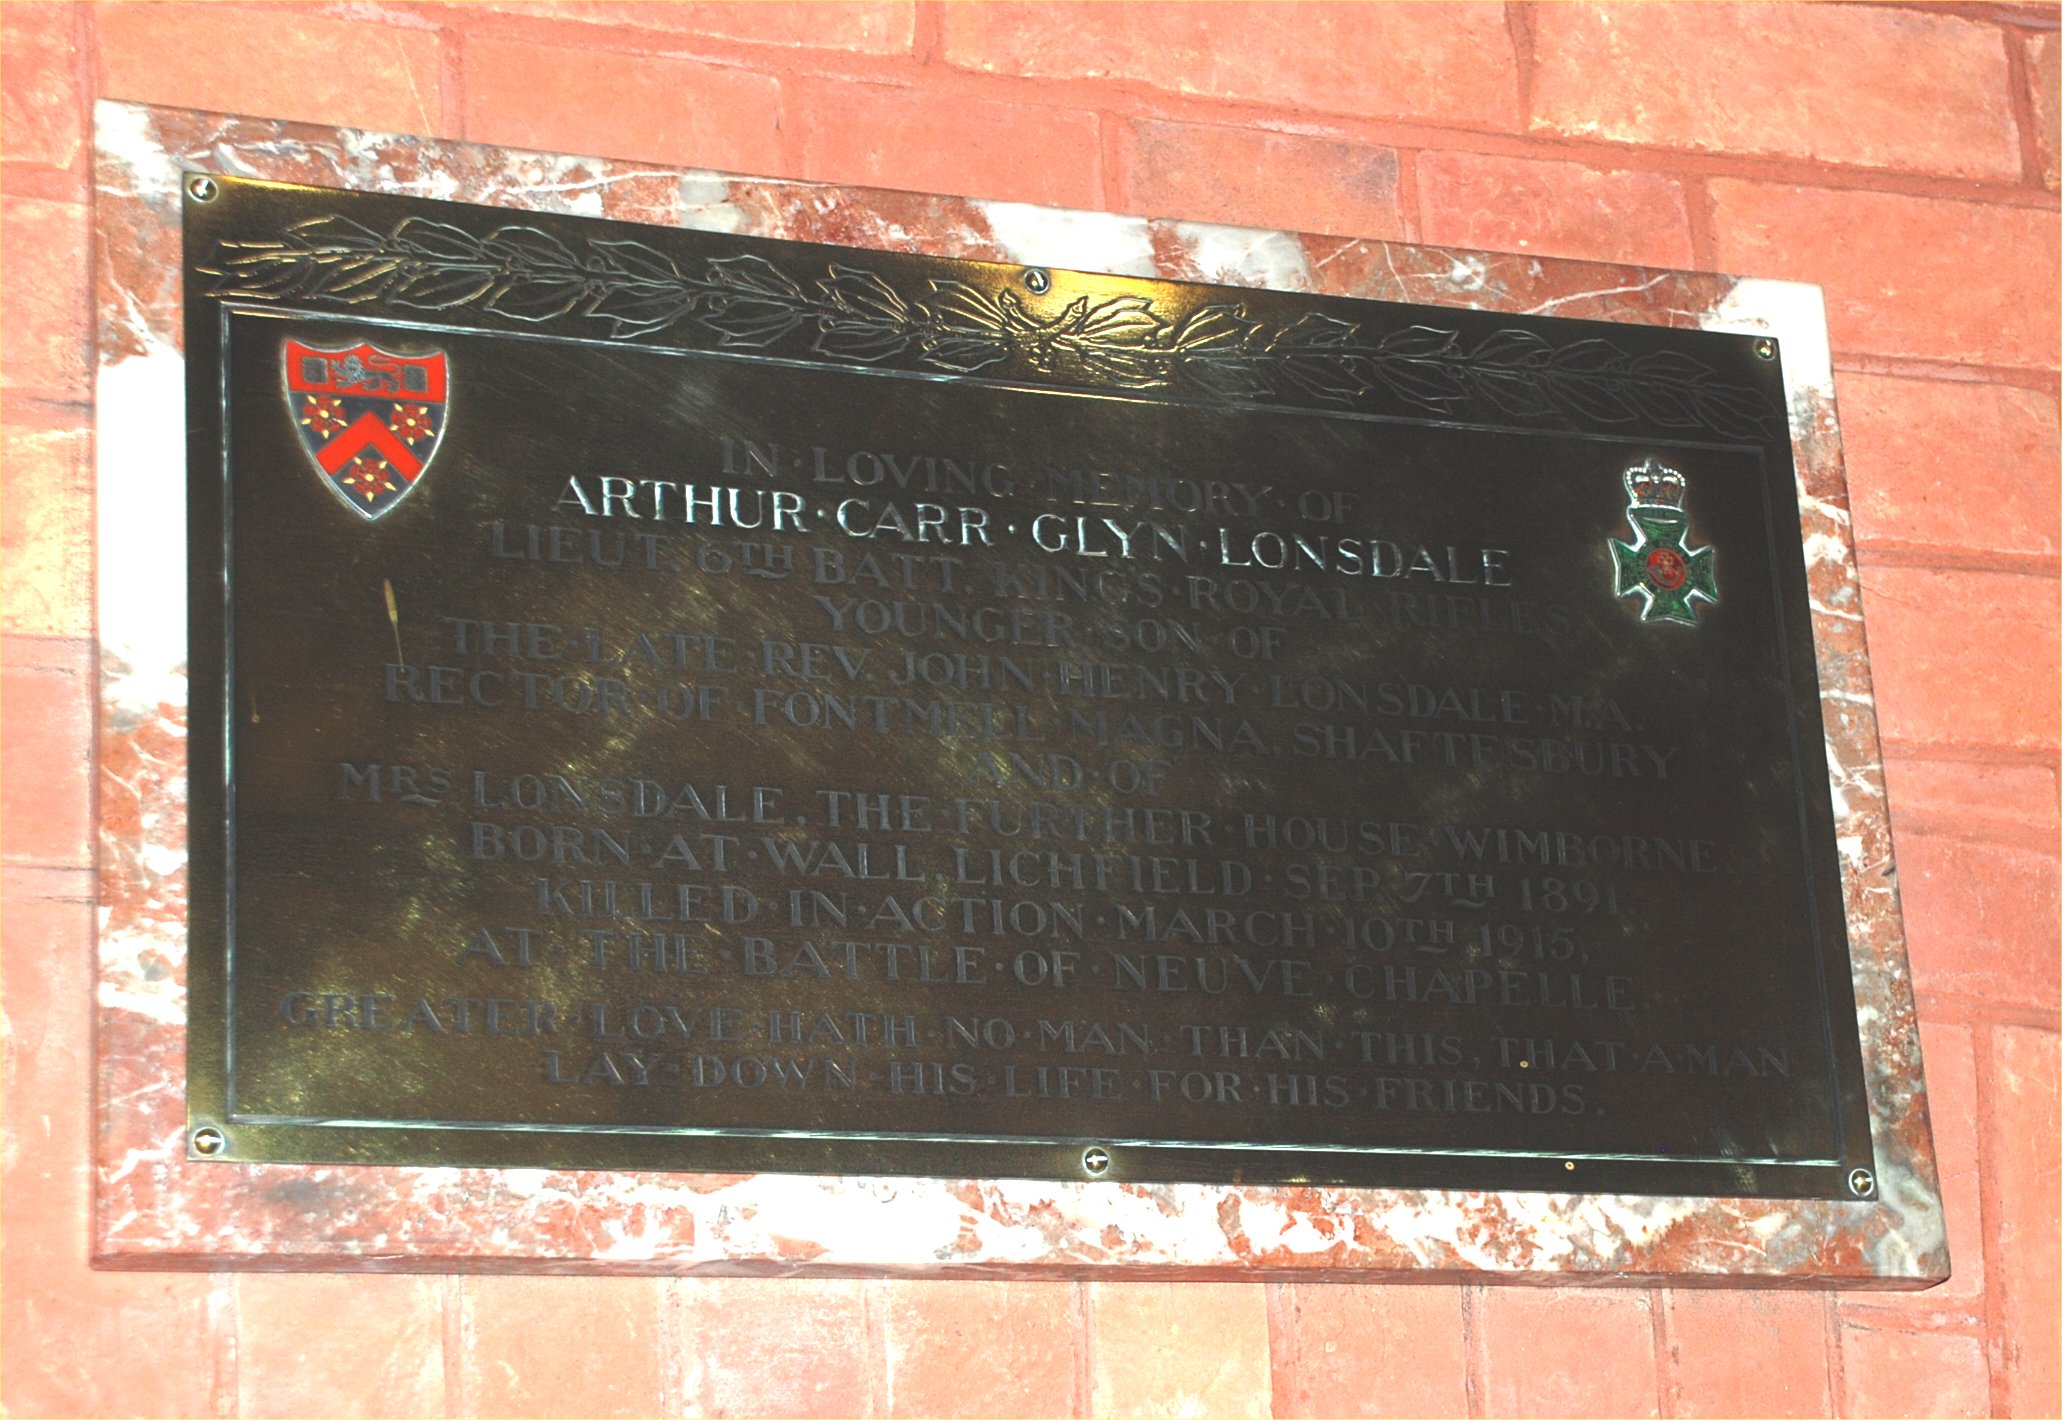 IN·LOVING·MEMORY·OF
ARTHUR·CARR·GLYN·LONSDALE
LIEUT. 6TH BATT. KING'S·ROYAL·RIFLES
YOUNGER·SON·OF
THE·LATE·REV. JOHN·HENRY·LONSDALE·M.A.
RECTOR·OF·FONTMELL·MAGNA, SHAFTESBURY
AND·OF
MRS LONSDALE, THE·FURTHER·HOUSE·WIMBORNE.
BORN·AT·WALL, LICHFIELD·SEP. 7TH 1891,
KILLED·IN·ACTION·MARCH·10TH 1915,
AT·THE·BATTLE·OF·NEUVE·CHAPELLE.
GREATER·LOVE·HATH·NO·MAN·THAN·THIS, THAT·A·MAN
LAY·DOWN·HIS·LIFE·FOR·HIS·FRIENDS.